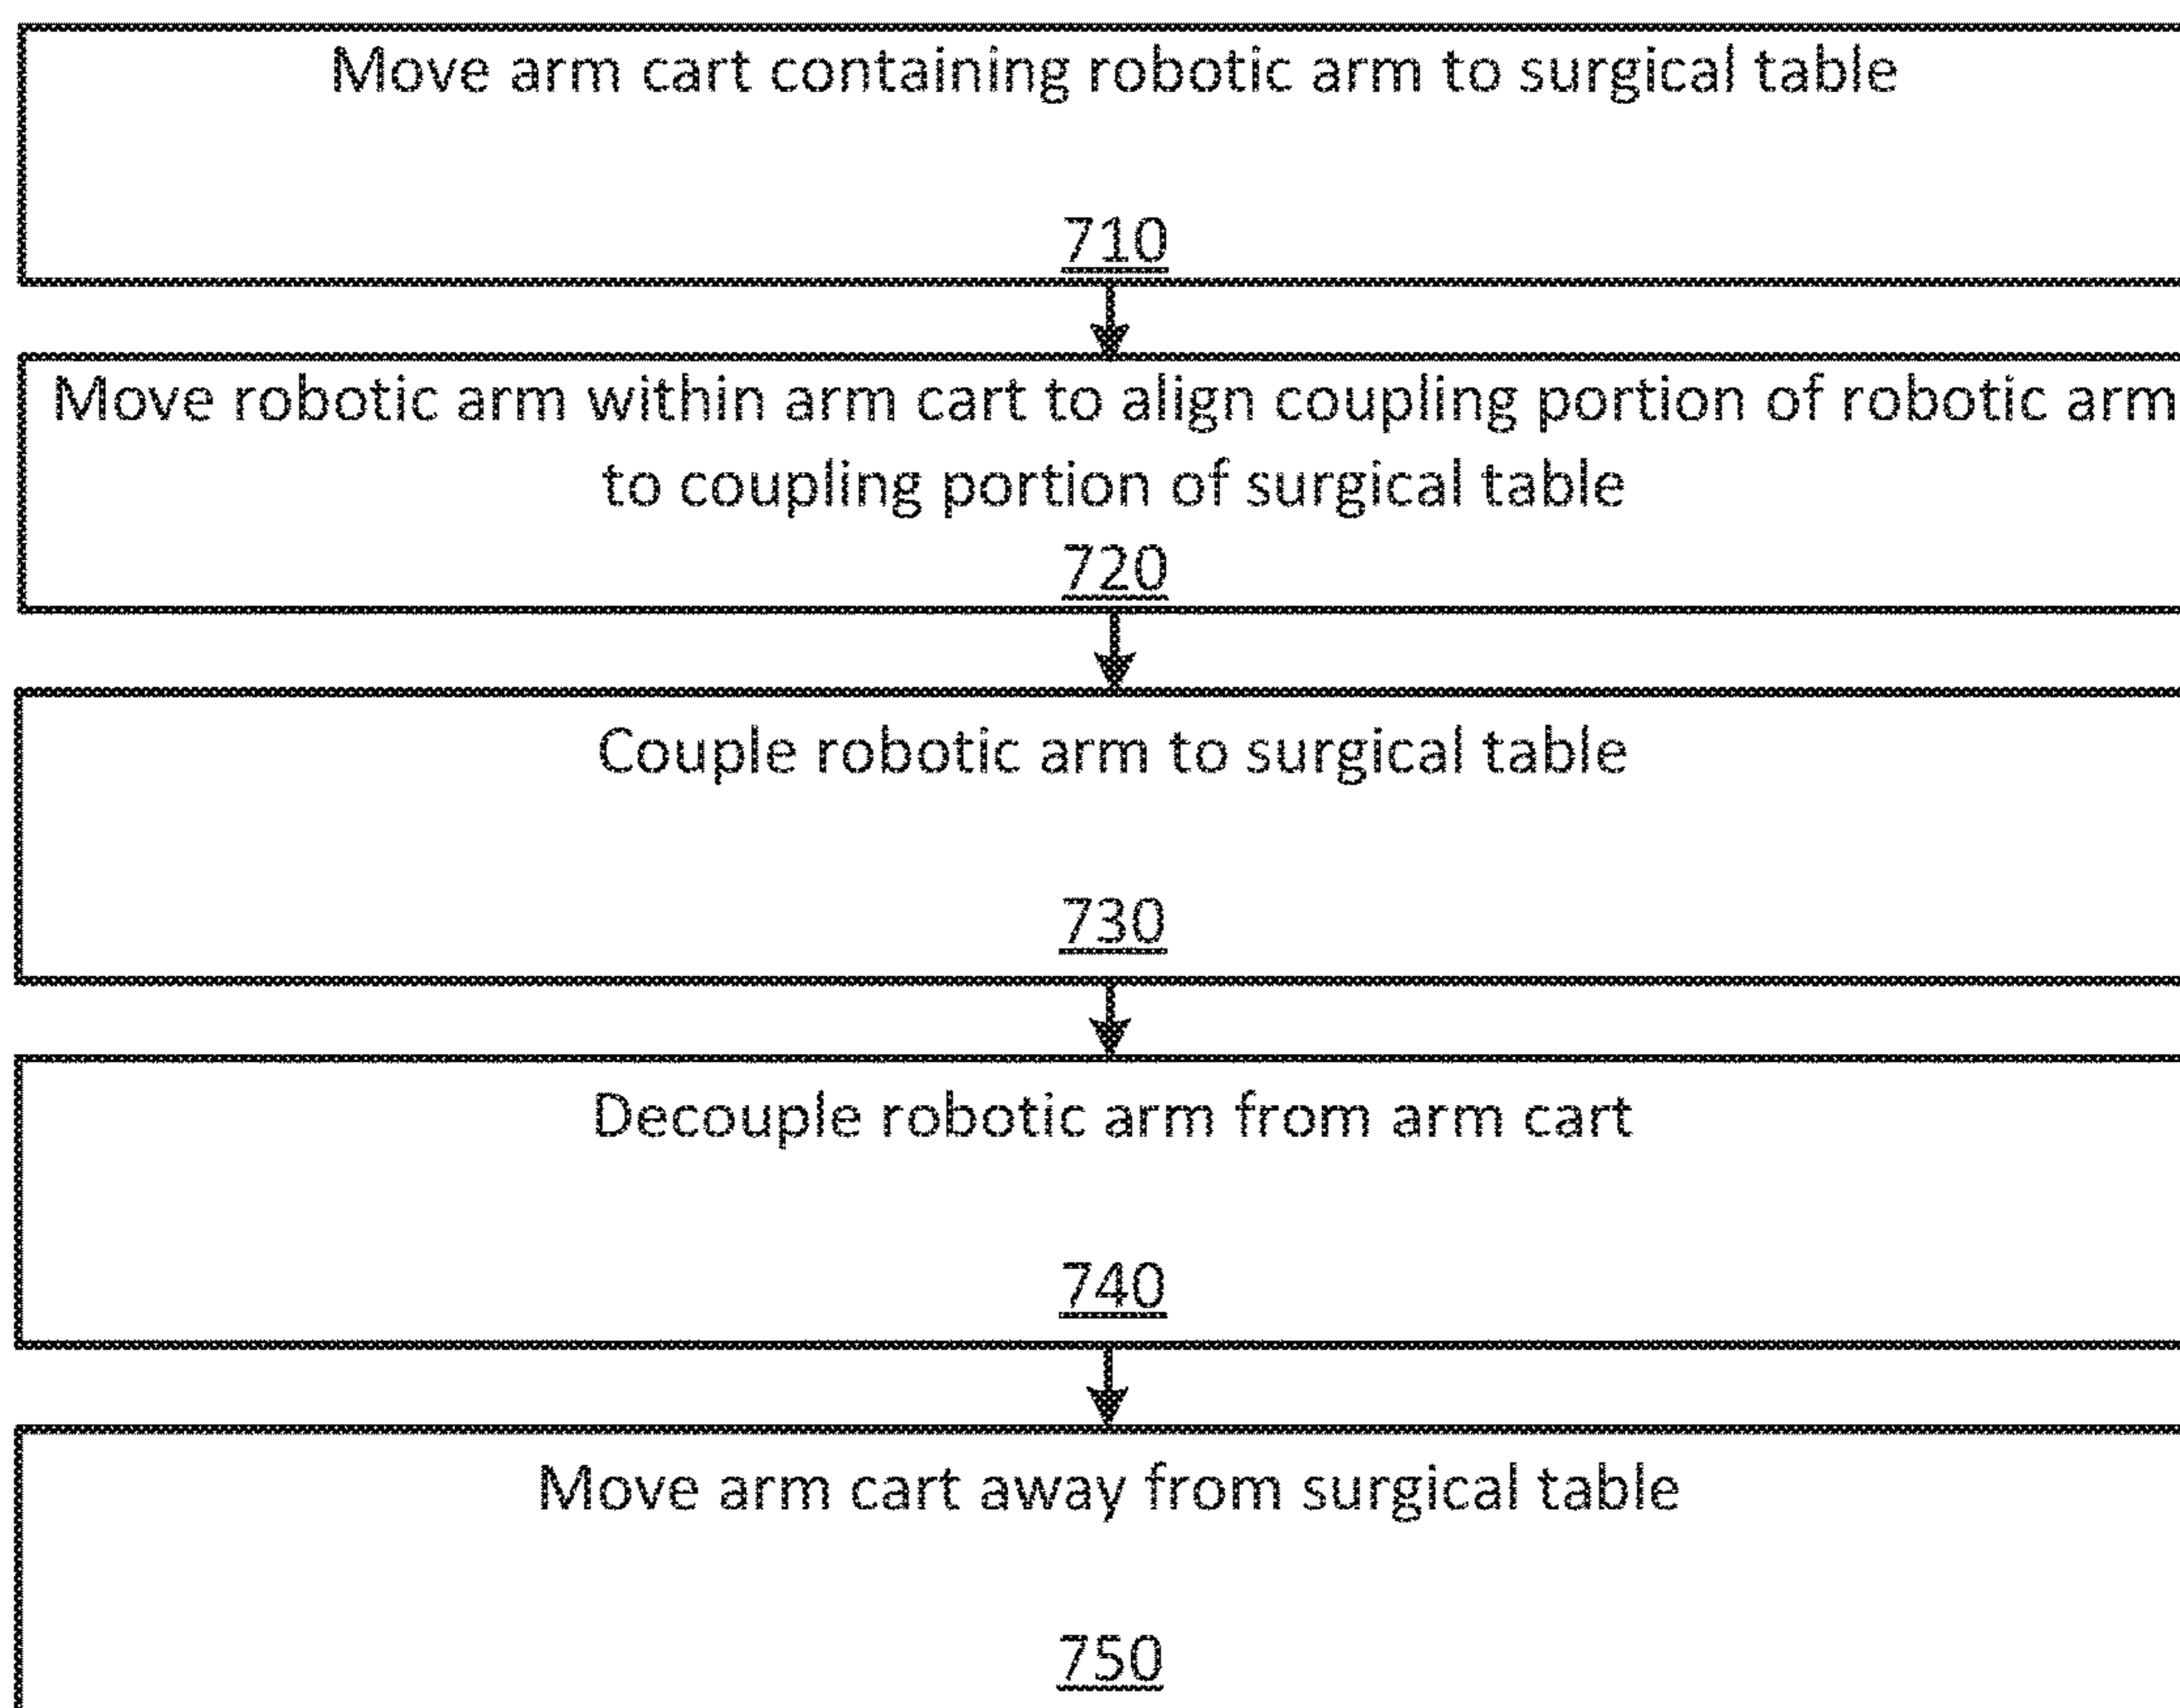 Move arm cart containing robotic arm to surgical table
710
Move robotic arm within arm cart to align coupling portion of robotic arm
to coupling portion of surgical table
720
Couple robotic arm to surgical table
730
Decouple robotic arm from arm cart
740
Move arm cart away from surgical table
750